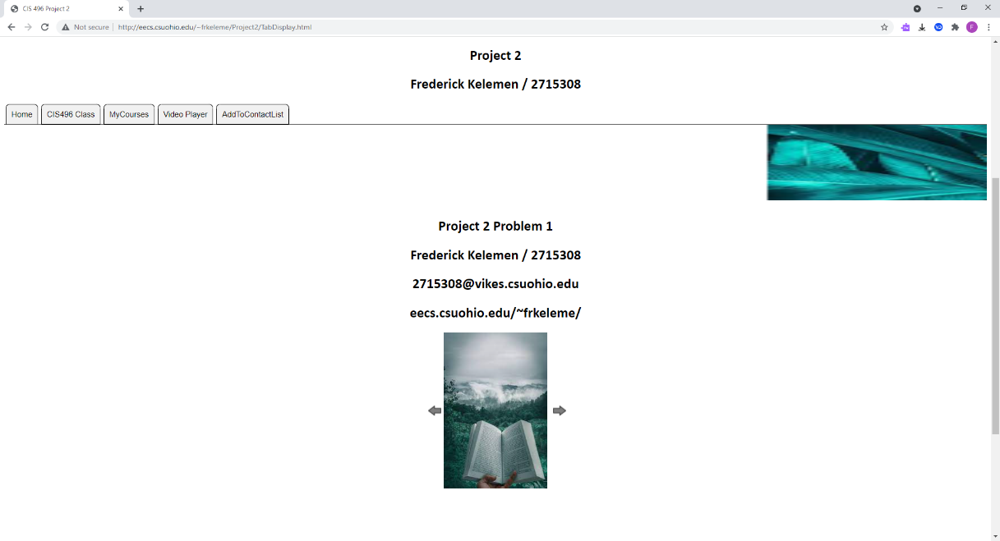 CIS 496 Project 2
Not secure
http://eecs.csuohio.edu/~frkeleme/Project2/TabDisplay.html
F
Project 2
Frederick Kelemen / 2715308
Home CIS496 Class MyCourses Video Player AddToContactList
Project 2 Problem 1
Frederick Kelemen / 2715308
2715308@vikes.csuohio.edu
eecs.csuohio.edu/~frkeleme/